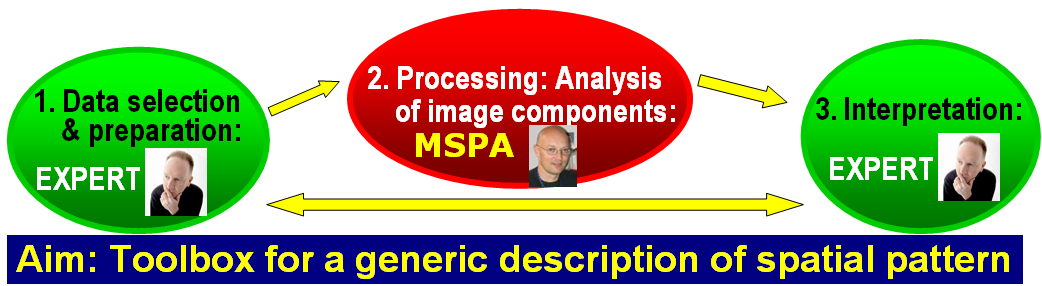 1. Data selection
& preparation:
EXPERT
2. Processing: Analysis
of image components:
MSPA
3. Interpretation:
EXPERT
Aim: Toolbox for a generic description of spatial pattern